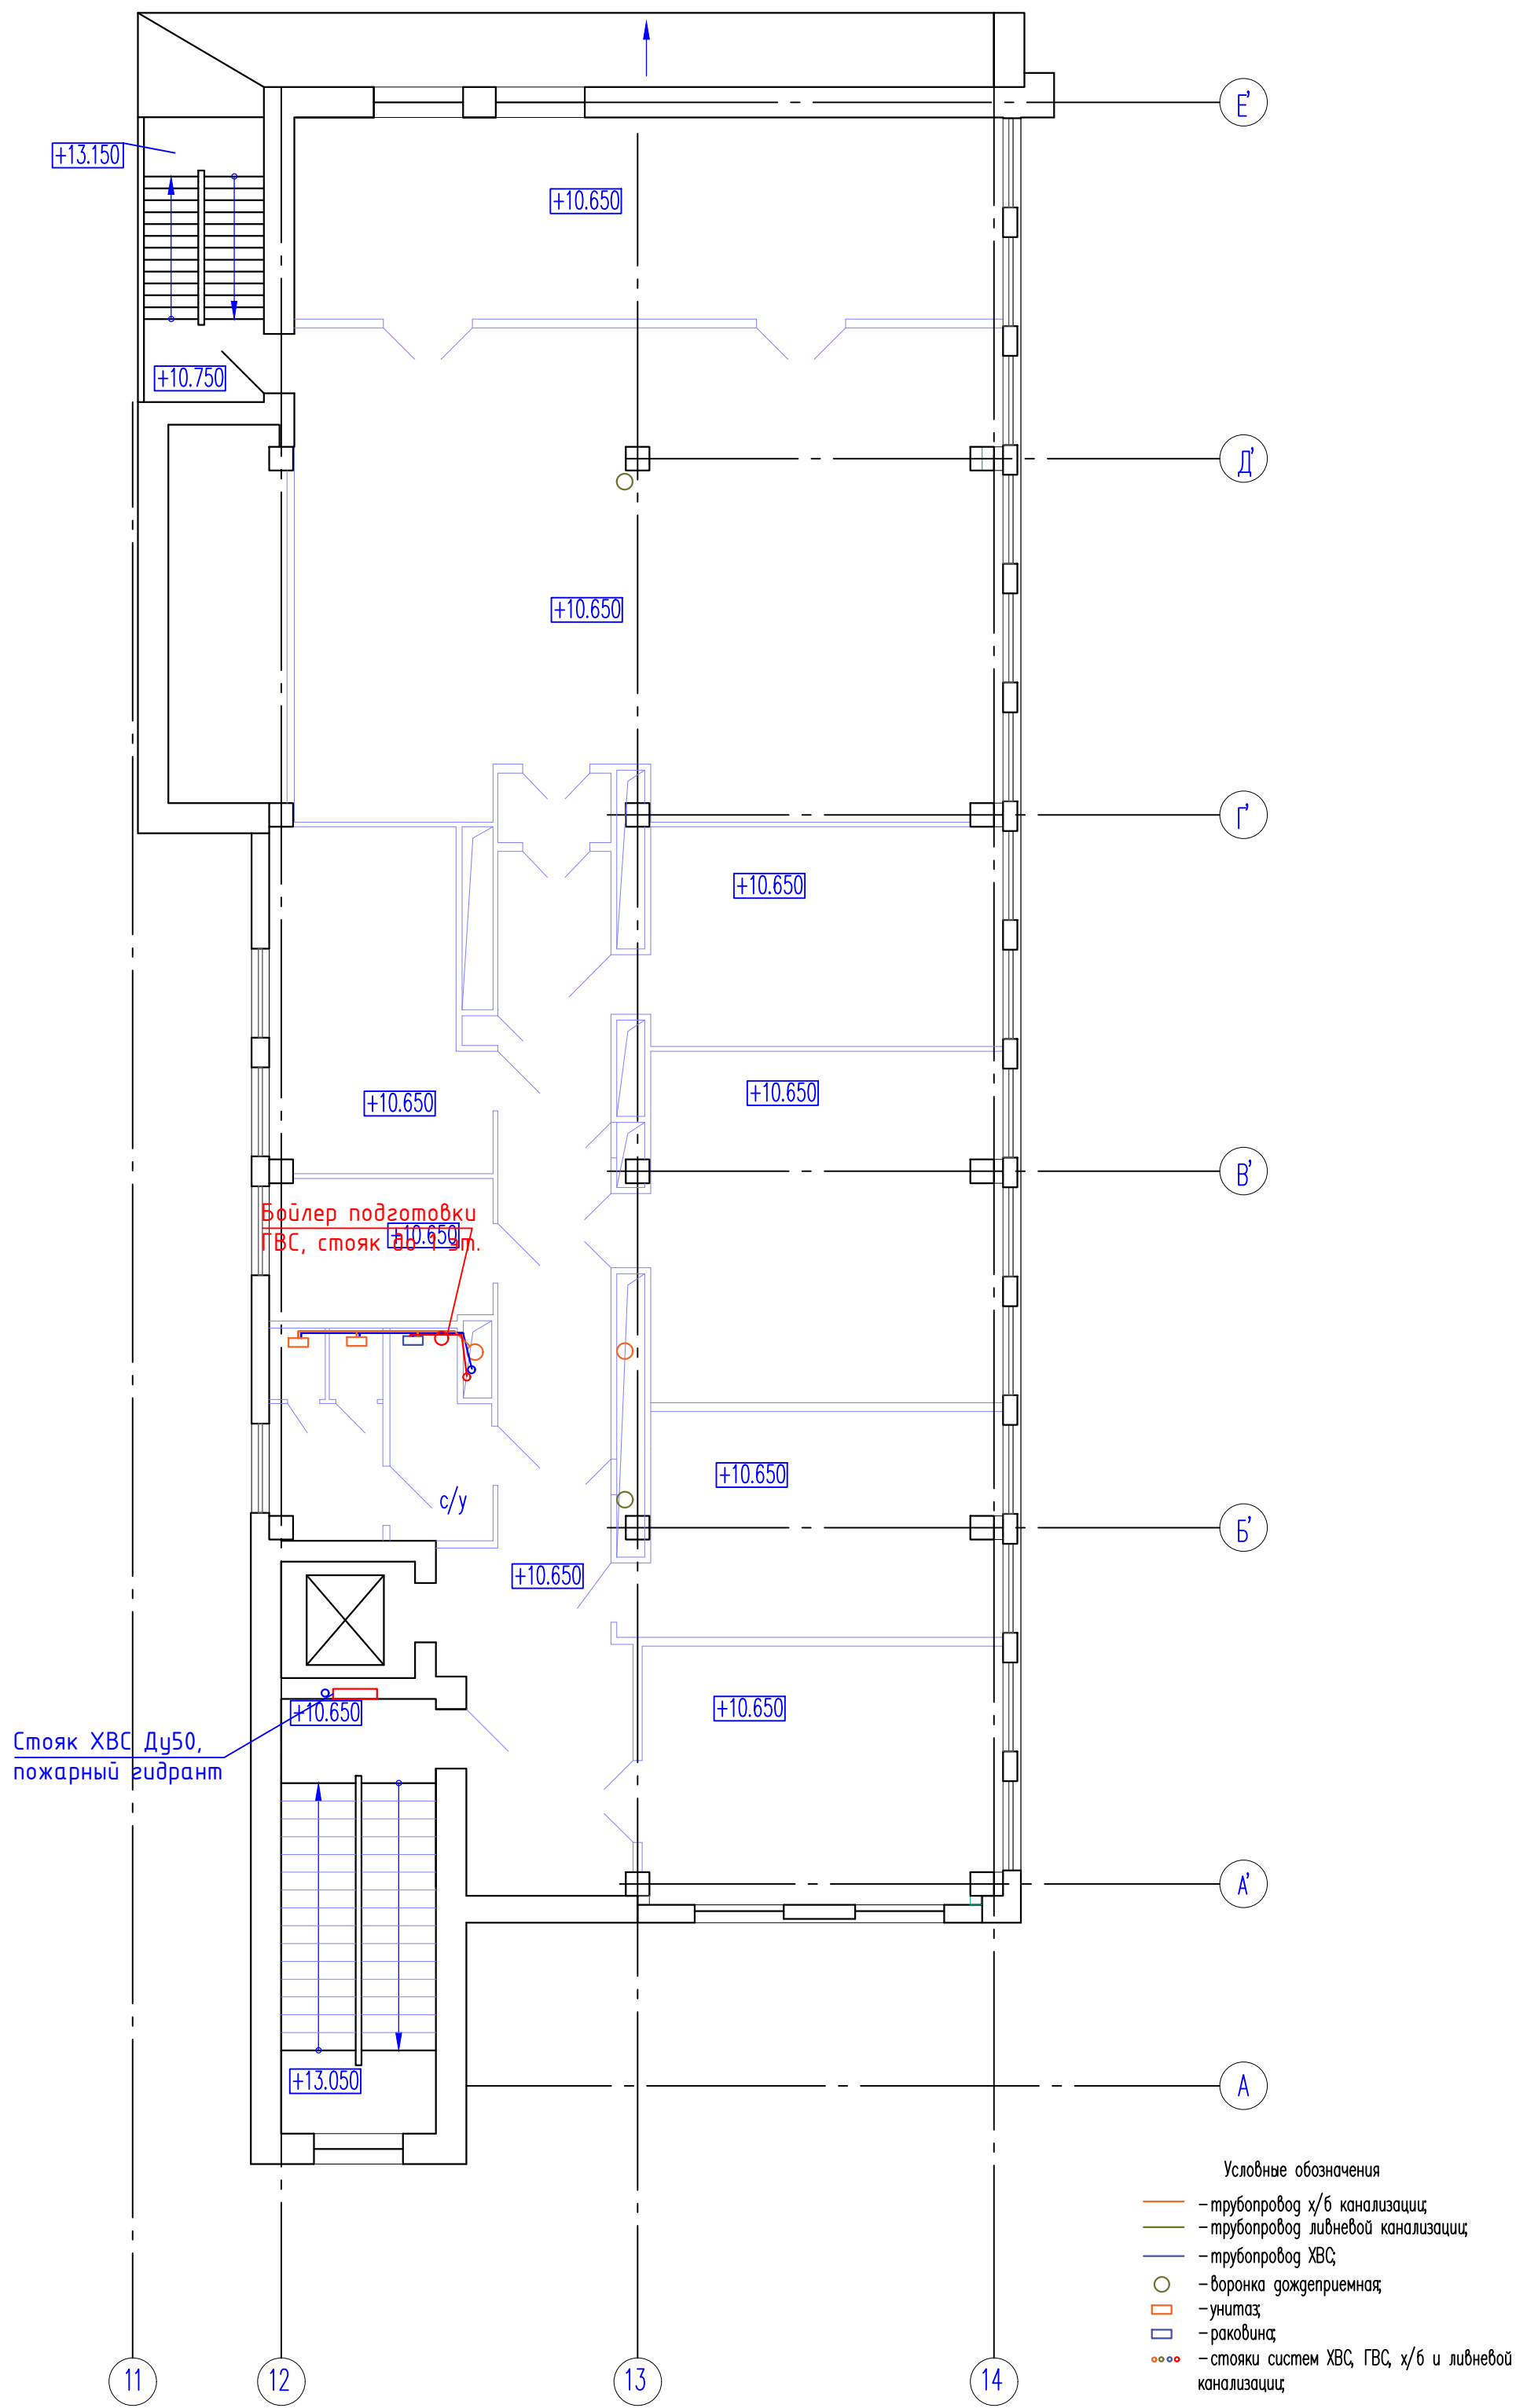 Е'
+13.150
+10.650
+10.750
Д'
+10.650
Г'
+10.650
+10.650
+10.650
В'
Бойлер подготовки
ГВС, стояк до 1 эт.
+10.650
+10.650
с/у
Б'
+10.650
+10.650
+10.650
Стояк ХВС Ду50,
пожарный гидрант
А'
+13.050
А
Условные обозначения
- трубопровод х/б канализации;
- трубопровод ливневой канализации;
- трубопровод ХВС;
- воронка дождеприемная;
- унитаз;
- раковина;
- стояки систем ХВС, ГВС, х/б и ливневой
канализации;
11
12
13
14